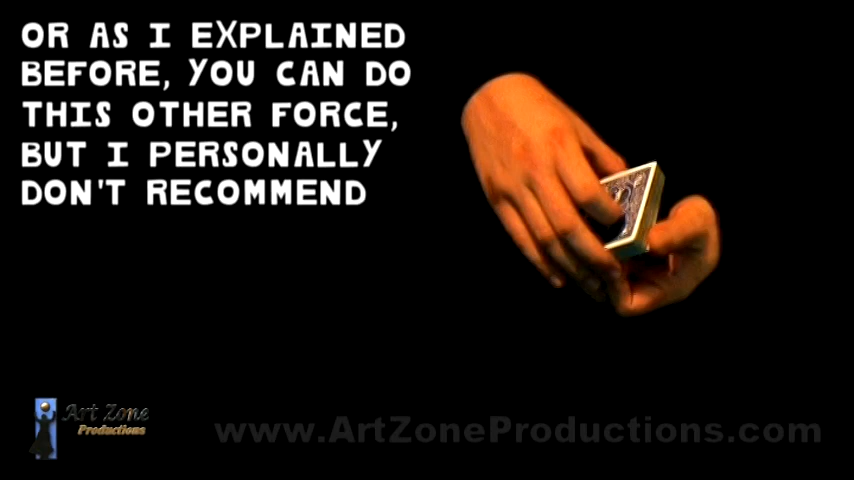 OR AS I EXPLAINED
BEFORE, YOU CAN DO
THIS OTHER FORCE,
BUT I PERSONALLY
DON'T RECOMMEND
Art Zone
Productions
www.ArtZoneProductions.com